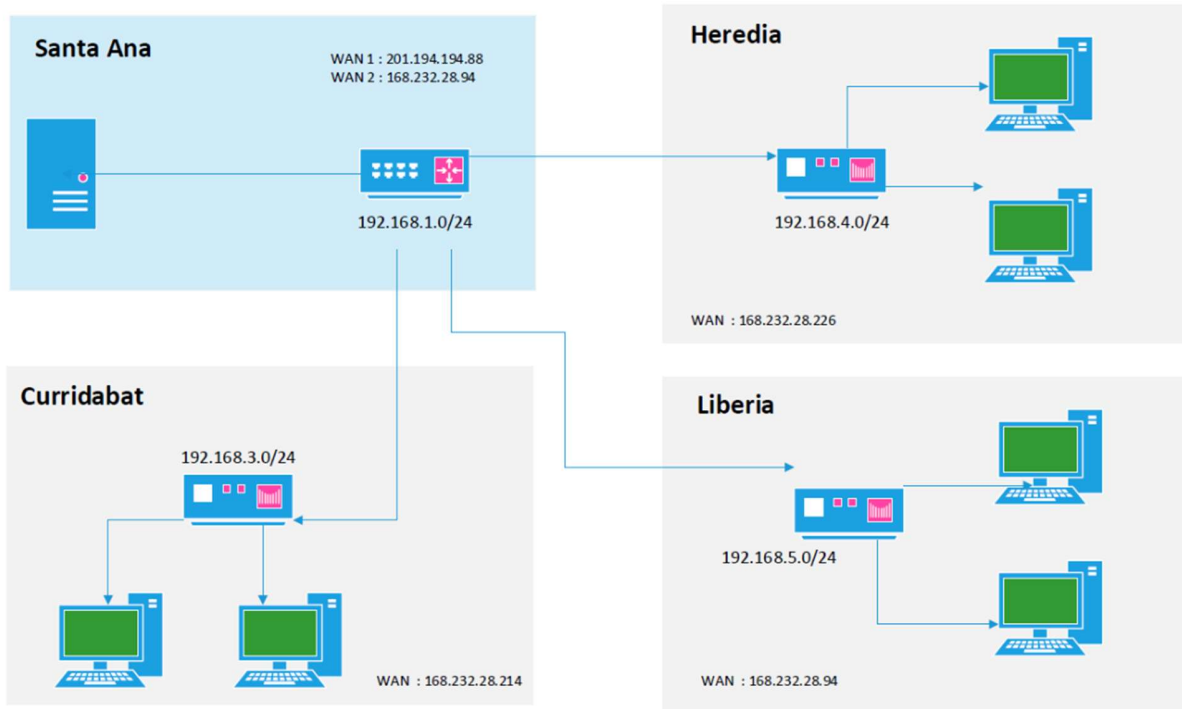 Santa Ana
WAN 1 : 201.194.194.88
WAN 2 : 168.232.28.94
192.168.1.0/24
Heredia
192.168.4.0/24
WAN : 168.232.28.226
Curridabat
192.168.3.0/24
WAN : 168.232.28.214
Liberia
192.168.5.0/24
WAN : 168.232.28.94